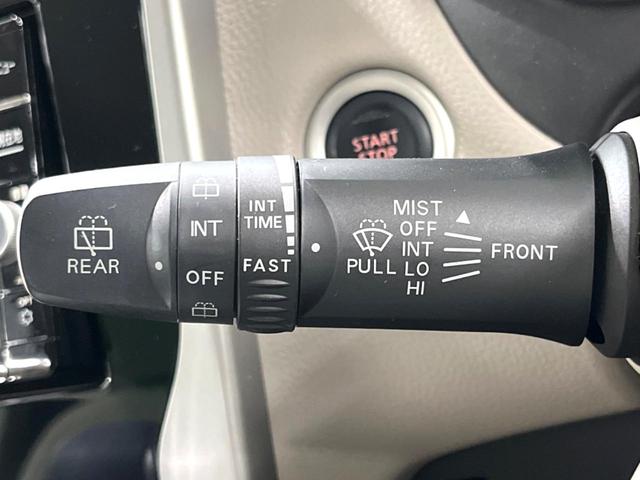 START
STOP
REAR
INT
OFF
INT
TIME
FAST
PULL
MIST
OFF
INT
LO
HI
FRONT